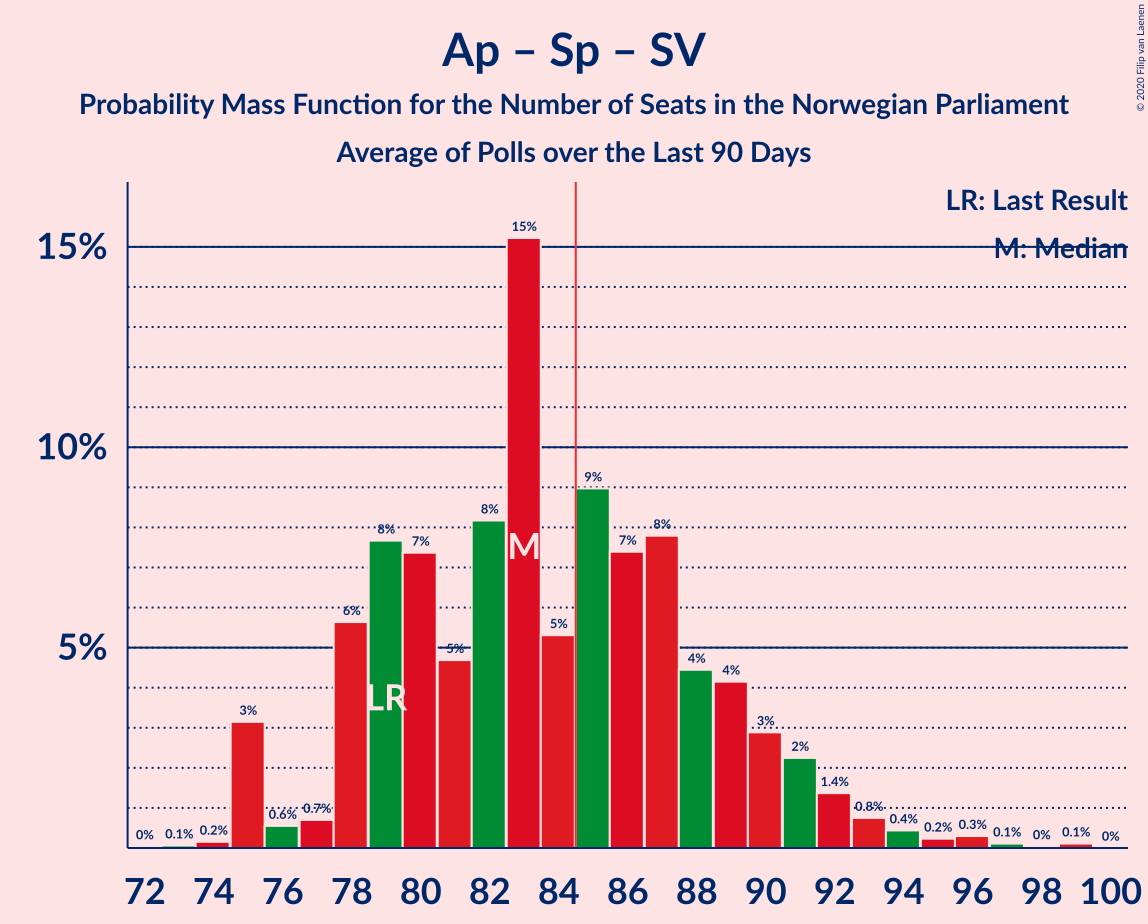 Ap – Sp – SV
Probability Mass Function for the Number of Seats in the Norwegian Parliament
Average of Polls over the Last 90 Days
© 2020 Filip van Laenen
LR: Last Result
M: Median
15%
10%
5%
0% 0.1% 0.2% 3% 0.6% 0.7% 6% 8% 7% 5% 8% 15% 5% 9% 7% 8% 4% 4% 3% 2% 1.4% 0.8% 0.4% 0.2% 0.3% 0.1% 0% 0.1% 0%
LR
M
72 74 76 78 80 82 84 86 88 90 92 94 96 98 100